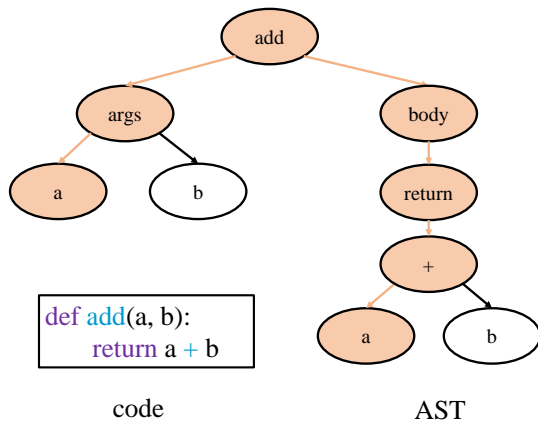 add
args
body
a
b
return
+
def add(a, b):
return a + b
a
b
code
AST